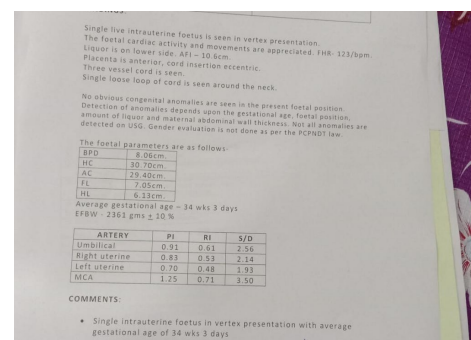 Single live intrauterine foetus is seen in vertex presentation.
The foetal cardiac activity and movements are appreciated. FHR- 123/bpm.
Liquor is on lower side. AFI – 10.6cm.
Placenta is anterior, cord insertion eccentric.
Three vessel cord is seen.
Single loose loop of cord is seen around the neck.
No obvious congenital anomalies are seen in the present foetal position.
Detection of anomalies depends upon the gestational age, foetal position,
amount of liquor and maternal abdominal wall thickness. Not all anomalies are
detected on USG. Gender evaluation is not done as per the PCPNDT law.
The foetal parameters are as follows-
BPD 8.06cm.
HC 30.70cm.
AC 29.40cm.
FL 7.05cm.
HL 6.13cm.
Average gestational age – 34 wks 3 days
EFBW - 2361 gms ± 10 %
ARTERY PI RI S/D
Umbilical 0.91 0.61 2.56
Right uterine 0.83 0.53 2.14
Left uterine 0.70 0.48 1.93
MCA 1.25 0.71 3.50
COMMENTS:
• Single intrauterine foetus in vertex presentation with average
gestational age of 34 wks 3 days